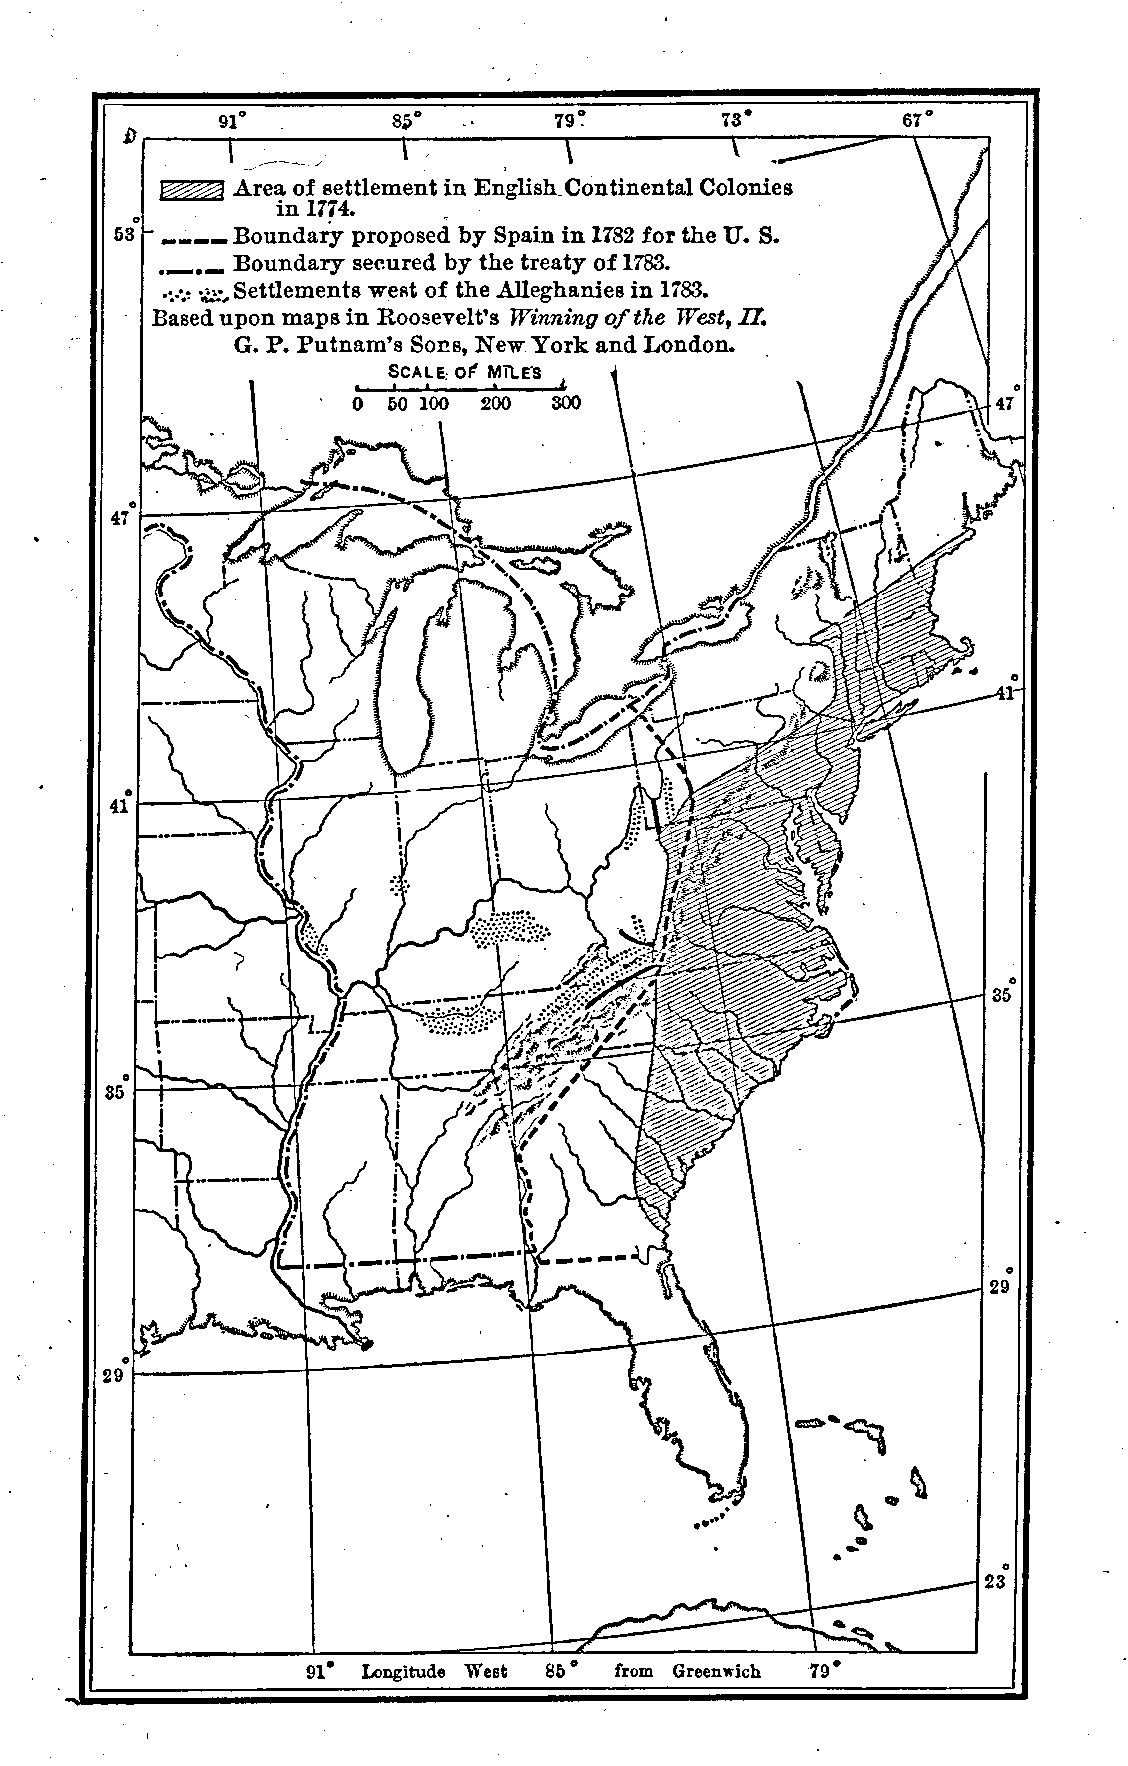 91° 85° 79° 73° 67°
Area of settlement in English Continental Colonies
in 1774.
53°
Boundary proposed by Spain in 1782 for the U. S.
Boundary secured by the treaty of 1783.
Settlements west of the Alleghanies in 1783.
Based upon maps in Roosevelt's Winning of the West, II.
G. P. Putnam's Sons, New York and London.
SCALE OF MILES
0 50 100 200 300
47°
47°
41°
41°
35°
35°
29°
29°
23°
91° Longitude West 85° from Greenwich 79°